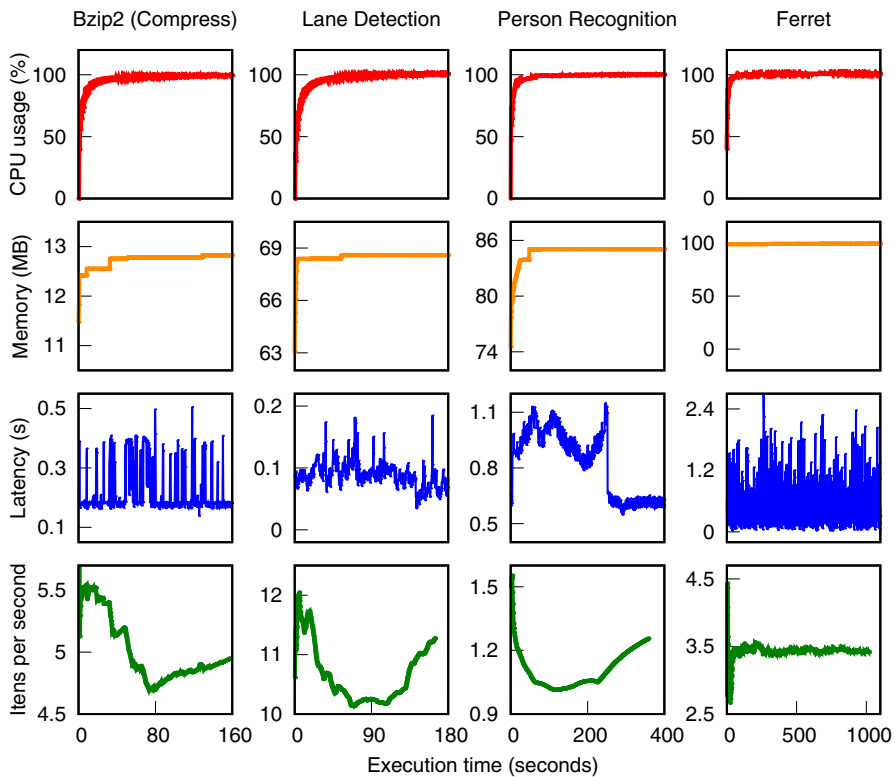 Bzip2 (Compress) Lane Detection Person Recognition Ferret
CPU usage (%)
100 100 100 100
50 50 50 50
0 0 0 0
Memory (MB)
13 69 86 100
12 66 80 50
11 63 74 0
Latency (s)
0.5 0.2 1.1 2.4
0.3 0.1 0.8 1.2
0.1 0 0.5 0
Itens per second
5.5 12 1.5 4.5
5 11 1.2 3.5
4.5 10 0.9 2.5
0 80 160 0 90 180 0 200 400 0 500 1000
Execution time (seconds)